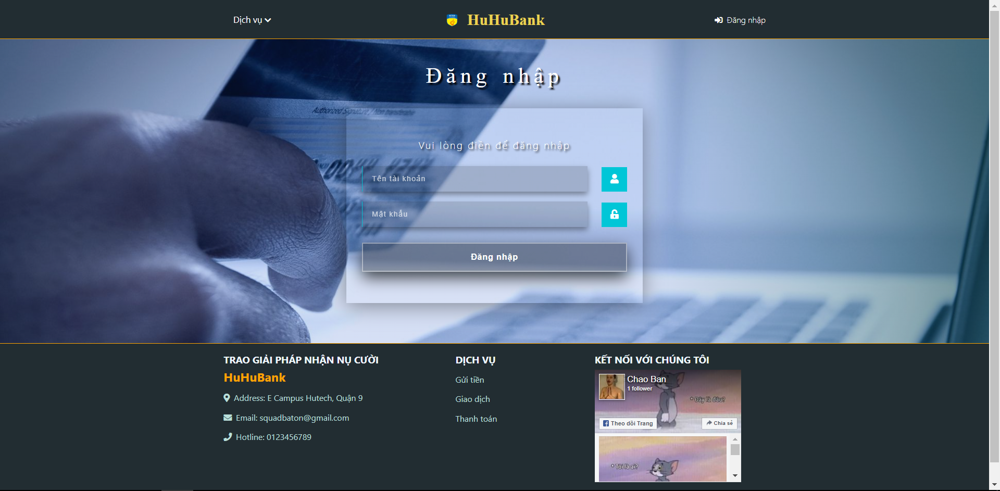 Dịch vụ
HuHuBank
Đăng nhập
Đăng nhập
Authorized Signature / Non transferable
Vui lòng điền để đăng nhập
Tên tài khoản
Mật khẩu
Đăng nhập
TRAO GIẢI PHÁP NHẬN NỤ CƯỜI
HuHuBank
Address: E Campus Hutech, Quận 9
Email: squadbaton@gmail.com
Hotline: 0123456789
DỊCH VỤ
Gửi tiền
Giao dịch
Thanh toán
KẾT NỐI VỚI CHÚNG TÔI
Chao Ban
1 follower
* Đây là đâu?
Theo dõi Trang
Chia sẻ
* Tôi là ai?